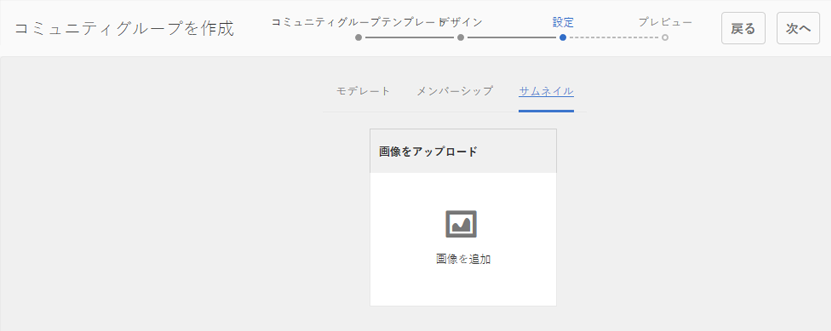 コミュニティグループを作成
コミュニティグループテンプレート
デザイン
設定
プレビュー
戻る
次へ
モデレート
メンバーシップ
サムネイル
画像をアップロード
画像を追加